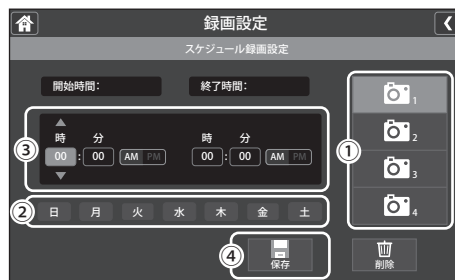 録画設定
スケジュール録画設定
開始時間: 終了時間:
1
時 分 時 分
③ 00 : 00 AM PM 00 : 00 AM PM ①
2
3
②
日 月 火 水 木 金 土
4
④
保存 削除